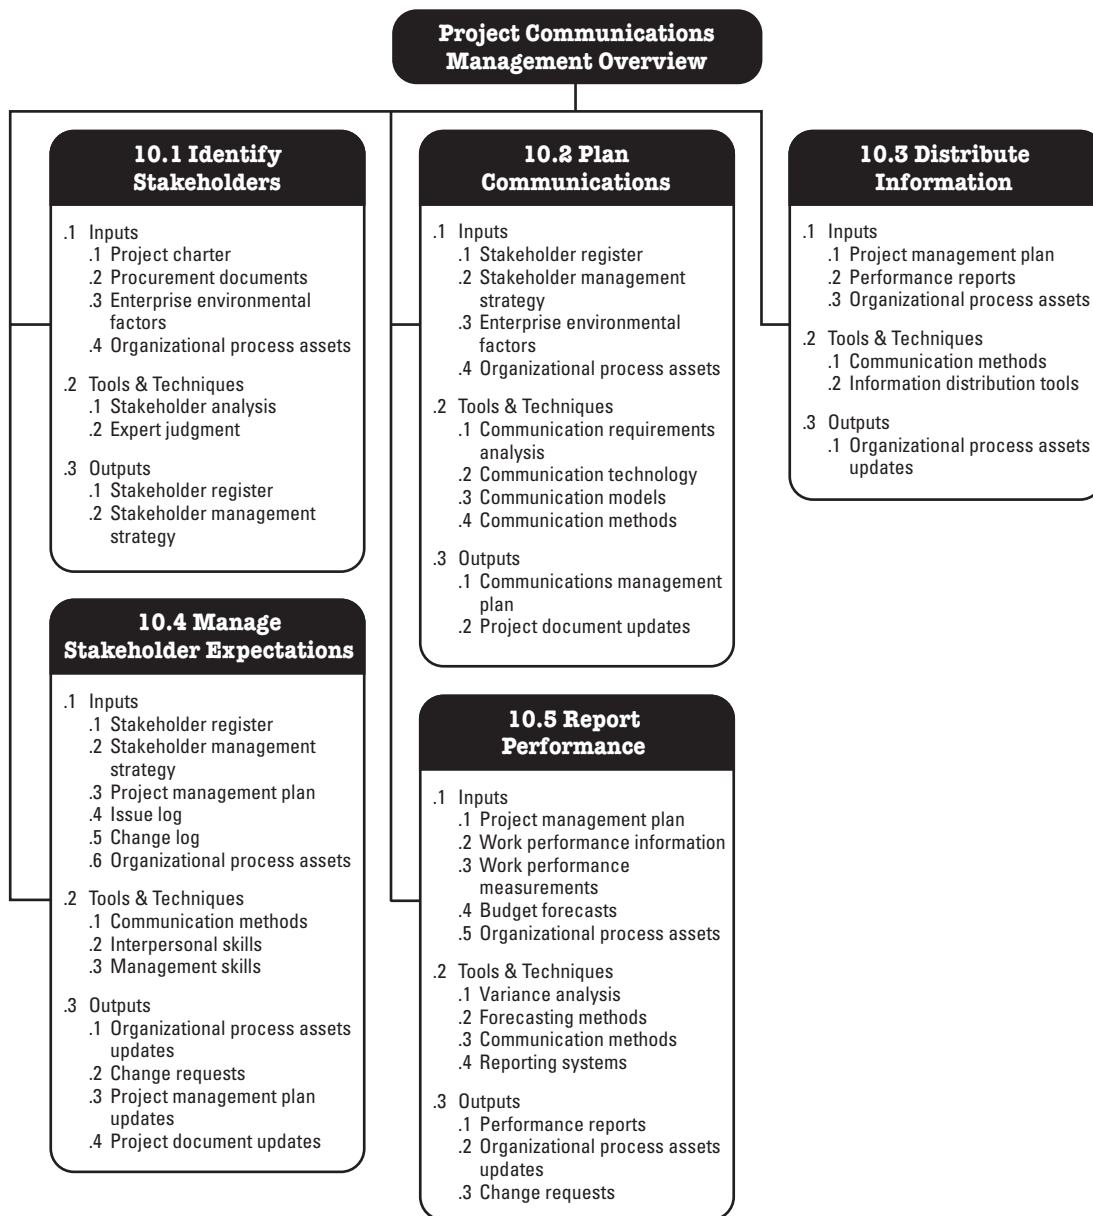 Project Communications
Management Overview
10.1 Identify
Stakeholders
.1 Inputs
.1 Project charter
.2 Procurement documents
.3 Enterprise environmental
factors
.4 Organizational process assets
.2 Tools & Techniques
.1 Stakeholder analysis
.2 Expert judgment
.3 Outputs
.1 Stakeholder register
.2 Stakeholder management
strategy
10.2 Plan
Communications
.1 Inputs
.1 Stakeholder register
.2 Stakeholder management
strategy
.3 Enterprise environmental
factors
.4 Organizational process assets
.2 Tools & Techniques
.1 Communication requirements
analysis
.2 Communication technology
.3 Communication models
.4 Communication methods
.3 Outputs
.1 Communications management
plan
.2 Project document updates
10.3 Distribute
Information
.1 Inputs
.1 Project management plan
.2 Performance reports
.3 Organizational process assets
.2 Tools & Techniques
.1 Communication methods
.2 Information distribution tools
.3 Outputs
.1 Organizational process assets
updates
10.4 Manage
Stakeholder Expectations
.1 Inputs
.1 Stakeholder register
.2 Stakeholder management
strategy
.3 Project management plan
.4 Issue log
.5 Change log
.6 Organizational process assets
.2 Tools & Techniques
.1 Communication methods
.2 Interpersonal skills
.3 Management skills
.3 Outputs
.1 Organizational process assets
updates
.2 Change requests
.3 Project management plan
updates
.4 Project document updates
10.5 Report
Performance
.1 Inputs
.1 Project management plan
.2 Work performance information
.3 Work performance
measurements
.4 Budget forecasts
.5 Organizational process assets
.2 Tools & Techniques
.1 Variance analysis
.2 Forecasting methods
.3 Communication methods
.4 Reporting systems
.3 Outputs
.1 Performance reports
.2 Organizational process assets
updates
.3 Change requests